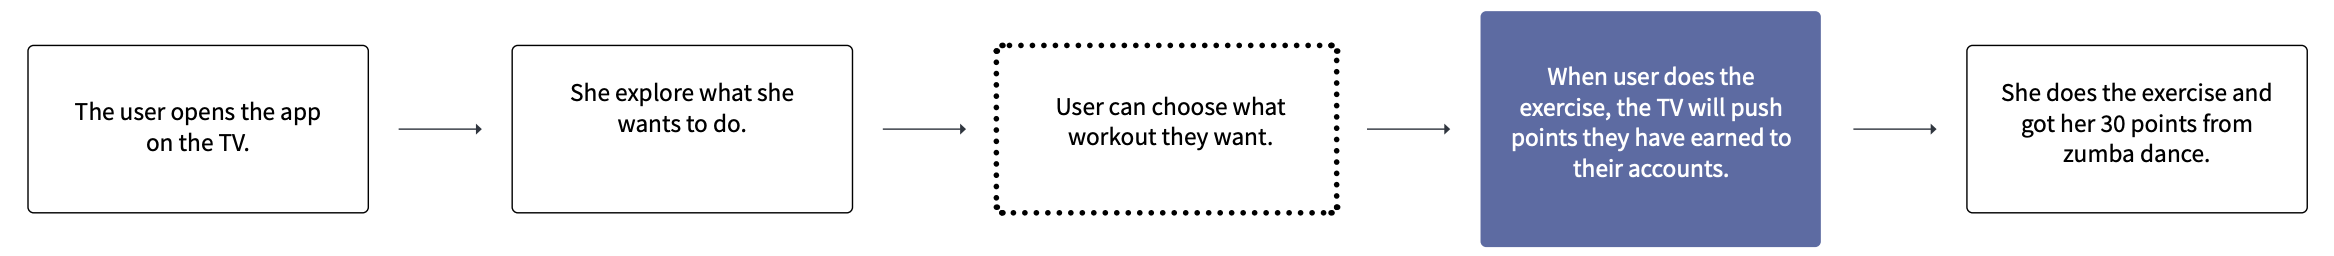 The user opens the app
on the TV.
She explore what she
wants to do.
User can choose what
workout they want.
When user does the
exercise, the TV will push
points they have earned to
their accounts.
She does the exercise and
got her 30 points from
zumba dance.